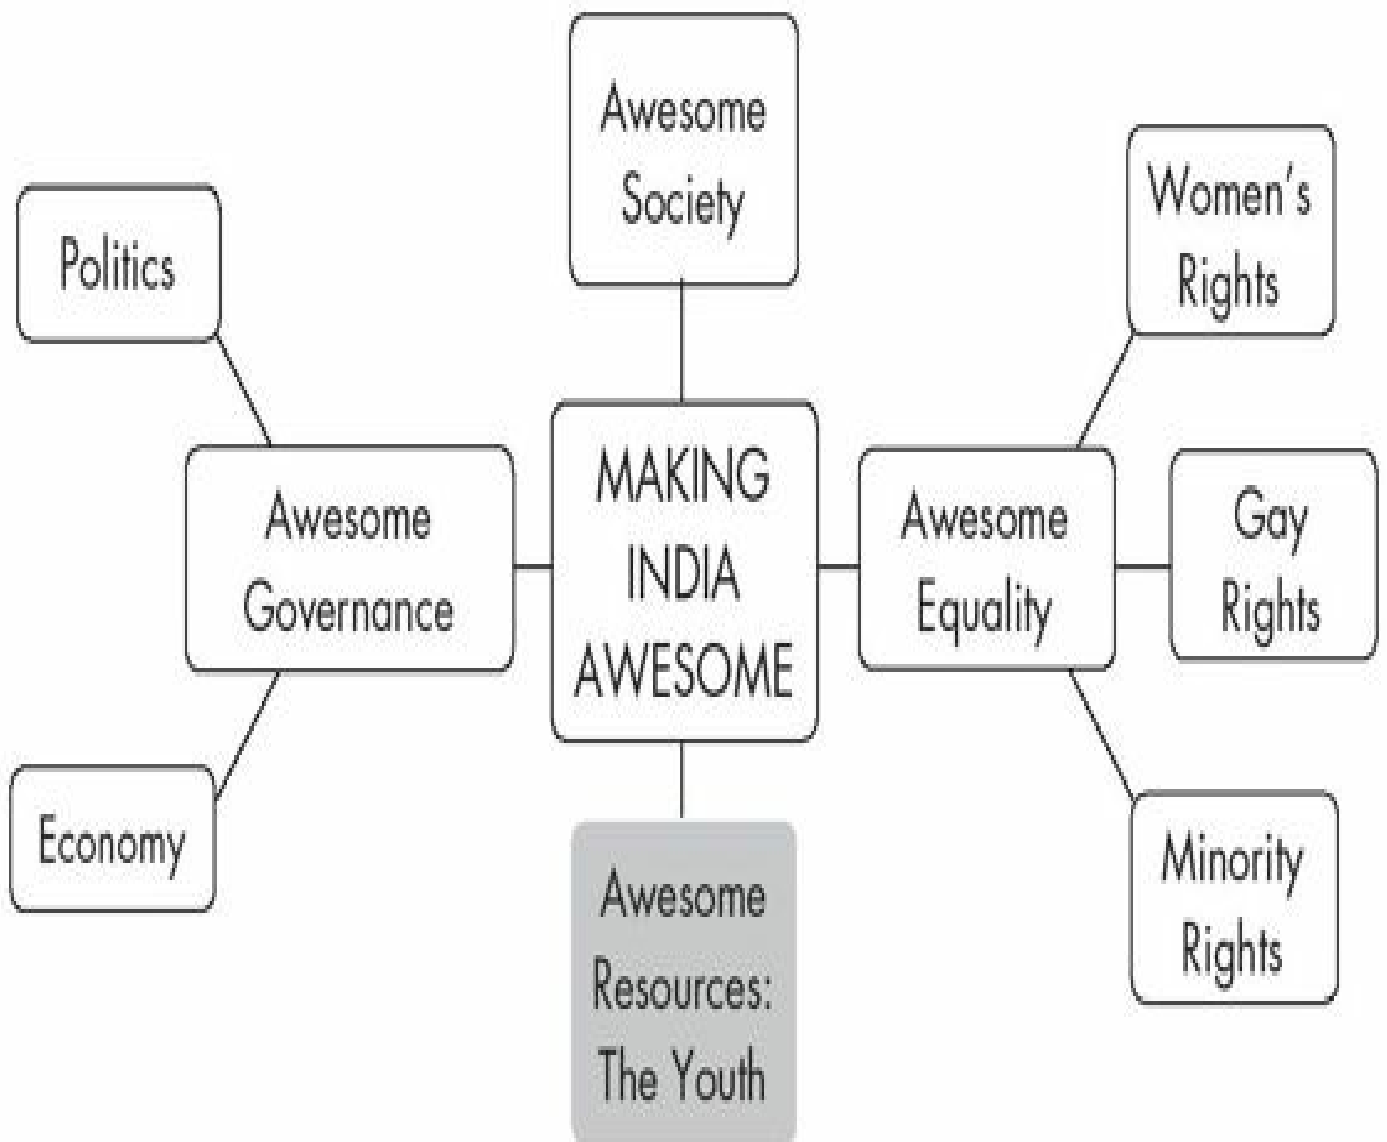 Awesome
Society
Women's
Rights
Politics
MAKING
INDIA
AWESOME
Awesome
Governance
Awesome
Equality
Gay
Rights
Economy
Minority
Rights
Awesome
Resources:
The Youth